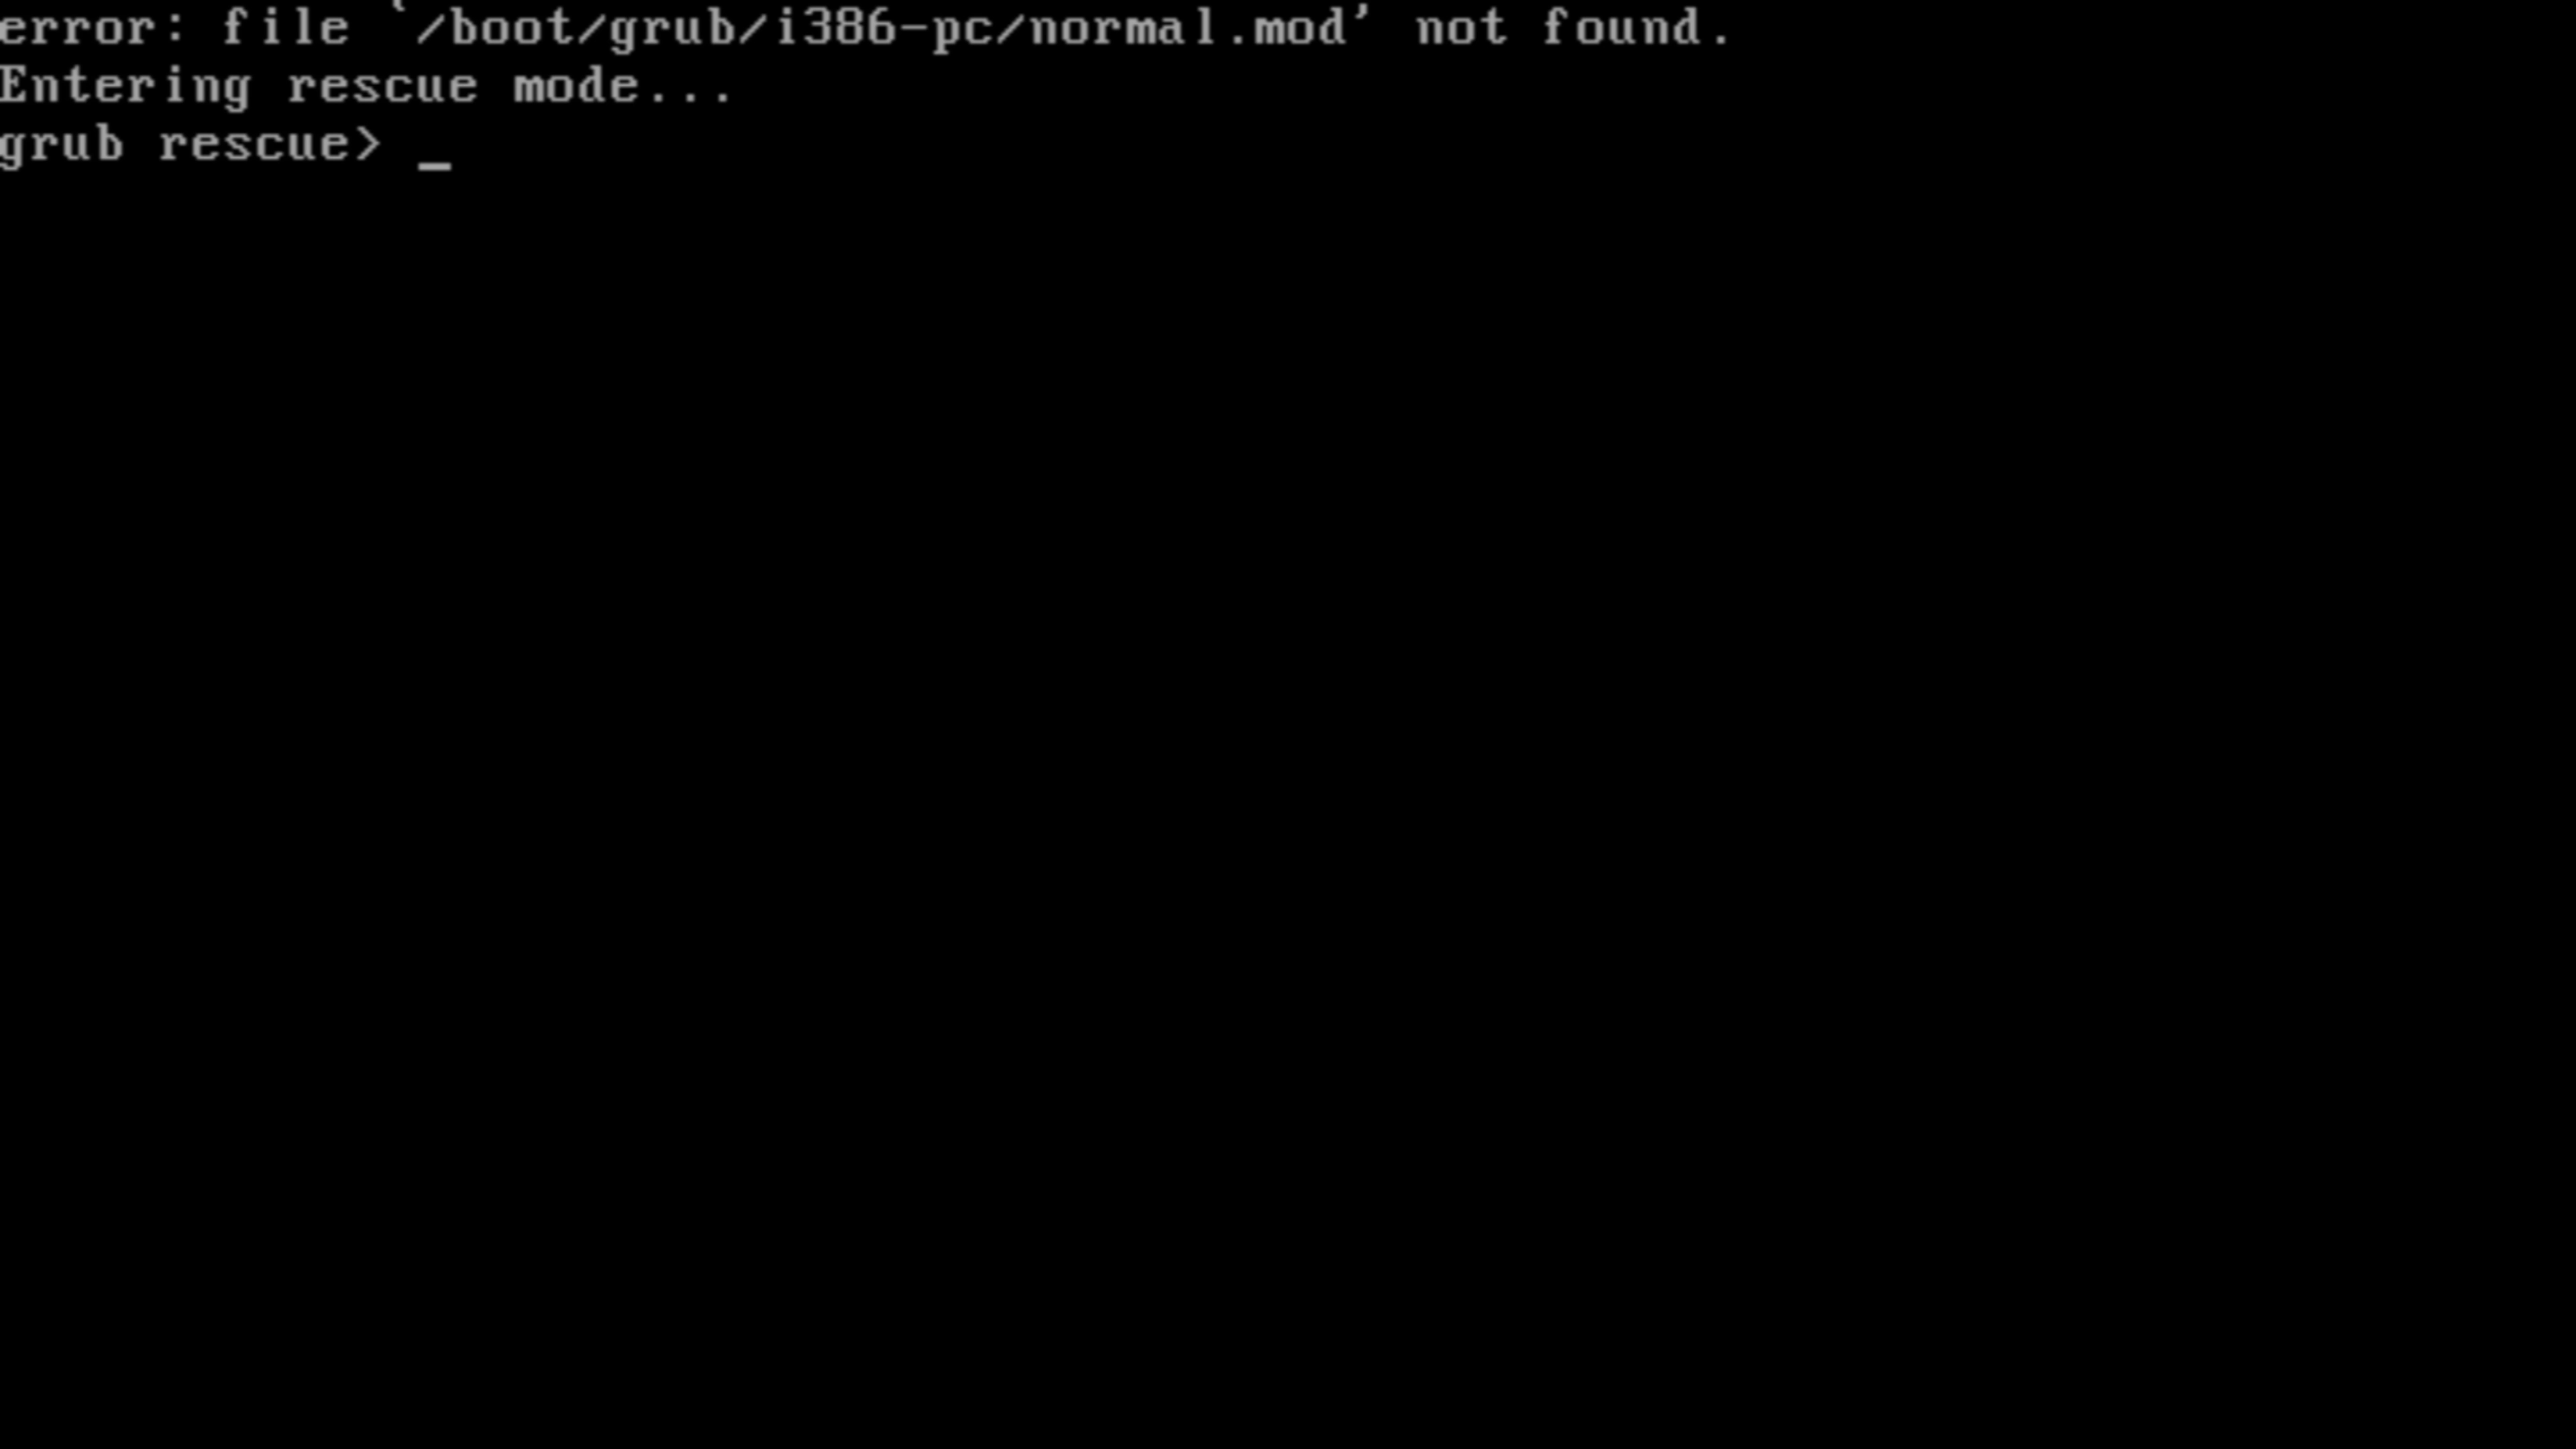 error: file `/boot/grub/i386-pc/normal.mod' not found.
Entering rescue mode...
grub rescue> _